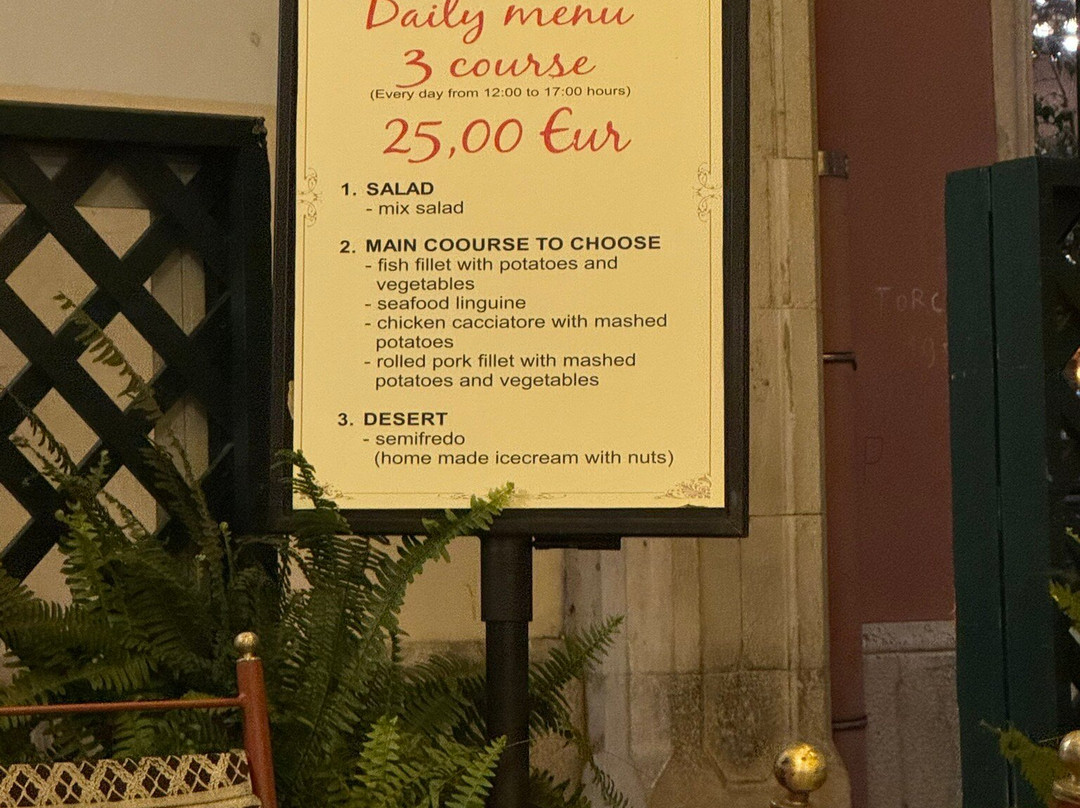 Daily menu
3 course
(Every day from 12:00 to 17:00 hours)
25,00 Eur
1. SALAD
- mix salad
2. MAIN COOURSE TO CHOOSE
- fish fillet with potatoes and
vegetables
- seafood linguine
- chicken cacciatore with mashed
potatoes
- rolled pork fillet with mashed
potatoes and vegetables
3. DESERT
- semifredo
(home made icecream with nuts)